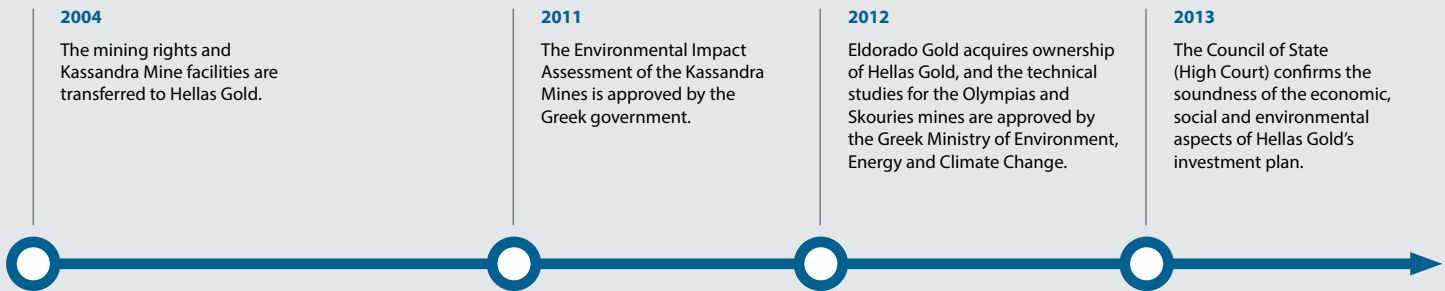 2004
The mining rights and
Kassandra Mine facilities are
transferred to Hellas Gold.
2011
The Environmental Impact
Assessment of the Kassandra
Mines is approved by the
Greek government.
2012
Eldorado Gold acquires ownership
of Hellas Gold, and the technical
studies for the Olympias and
Skouries mines are approved by
the Greek Ministry of Environment,
Energy and Climate Change.
2013
The Council of State
(High Court) confirms the
soundness of the economic,
social and environmental
aspects of Hellas Gold's
investment plan.